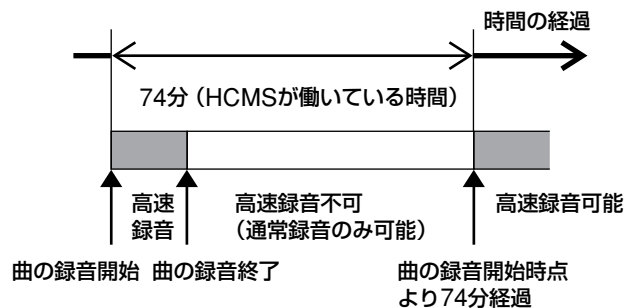 時間の経過
74分（HCMSが働いている時間）
高速
録音
高速録音不可
（通常録音のみ可能）
高速録音可能
曲の録音開始
曲の録音終了
曲の録音開始時点
より74分経過